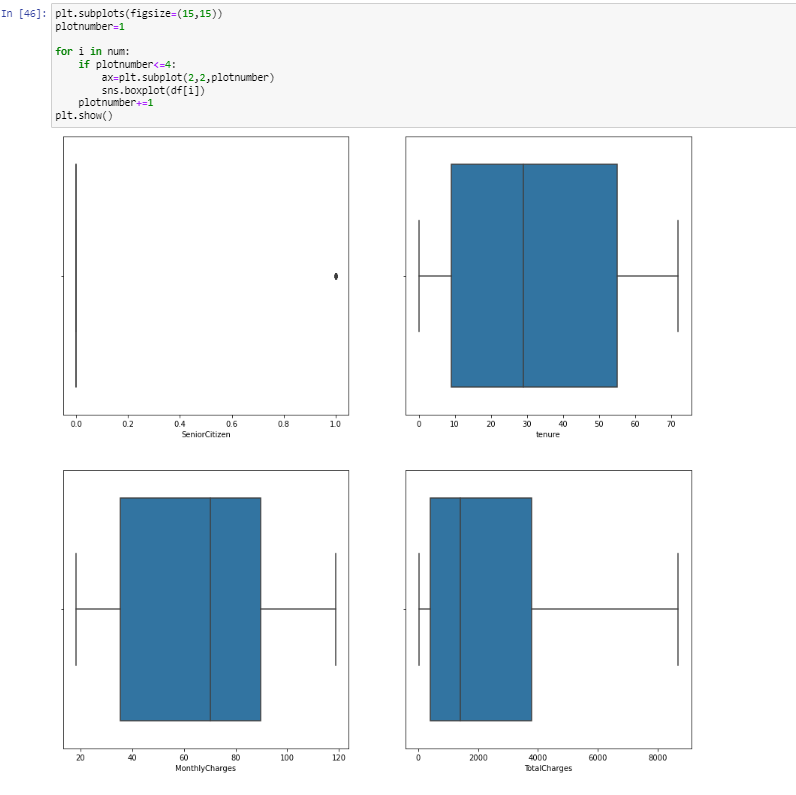 In [46]: plt.subplots(figsize=(15,15))
plotnumber=1
for i in num:
    if plotnumber<=4:
        ax=plt.subplot(2,2,plotnumber)
        sns.boxplot(df[i])
    plotnumber+=1
plt.show()
0.0 0.2 0.4 0.6 0.8 1.0
SeniorCitizen
0 10 20 30 40 50 60 70
tenure
20 40 60 80 100 120
MonthlyCharges
0 2000 4000 6000 8000
TotalCharges